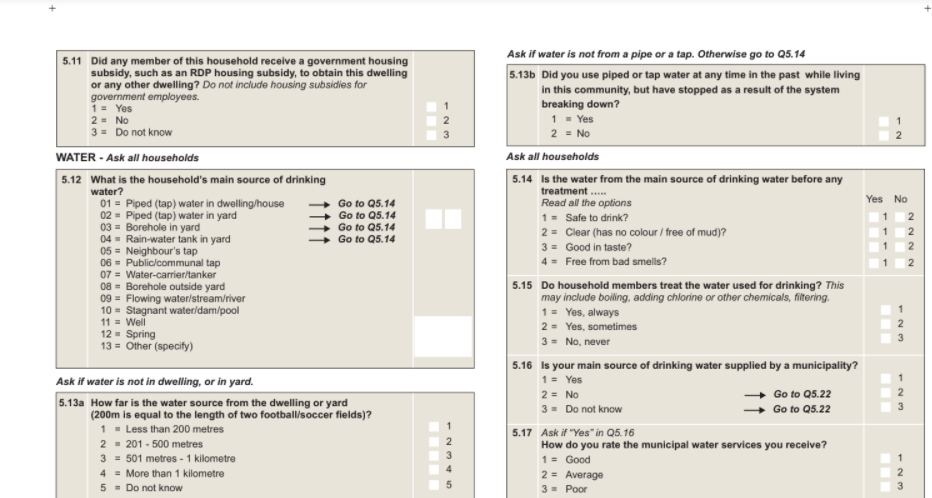 5.11 Did any member of this household receive a government housing
subsidy, such as an RDP housing subsidy, to obtain this dwelling
or any other dwelling? Do not include housing subsidies for
government employees.
1 = Yes 1
2 = No 2
3 = Do not know 3
WATER - Ask all households
5.12 What is the household's main source of drinking
water?
01 = Piped (tap) water in dwelling/house → Go to Q5.14
02 = Piped (tap) water in yard → Go to Q5.14
03 = Borehole in yard → Go to Q5.14
04 = Rain-water tank in yard → Go to Q5.14
05 = Neighbour's tap
06 = Public/communal tap
07 = Water-carrier/tanker
08 = Borehole outside yard
09 = Flowing water/stream/river
10 = Stagnant water/dam/pool
11 = Well
12 = Spring
13 = Other (specify)
Ask if water is not in dwelling, or in yard.
5.13a How far is the water source from the dwelling or yard
(200m is equal to the length of two football/soccer fields)?
1 = Less than 200 metres 1
2 = 201 - 500 metres 2
3 = 501 metres - 1 kilometre 3
4 = More than 1 kilometre 4
5 = Do not know 5
Ask if water is not from a pipe or a tap. Otherwise go to Q5.14
5.13b Did you use piped or tap water at any time in the past while living
in this community, but have stopped as a result of the system
breaking down?
1 = Yes 1
2 = No 2
Ask all households
5.14 Is the water from the main source of drinking water before any
treatment .....
Read all the options Yes No
1 = Safe to drink? 1 2
2 = Clear (has no colour / free of mud)? 1 2
3 = Good in taste? 1 2
4 = Free from bad smells? 1 2
5.15 Do household members treat the water used for drinking? This
may include boiling, adding chlorine or other chemicals, filtering.
1 = Yes, always 1
2 = Yes, sometimes 2
3 = No, never 3
5.16 Is your main source of drinking water supplied by a municipality?
1 = Yes 1
2 = No → Go to Q5.22 2
3 = Do not know → Go to Q5.22 3
5.17 Ask if "Yes" in Q5.16
How do you rate the municipal water services you receive?
1 = Good 1
2 = Average 2
3 = Poor 3